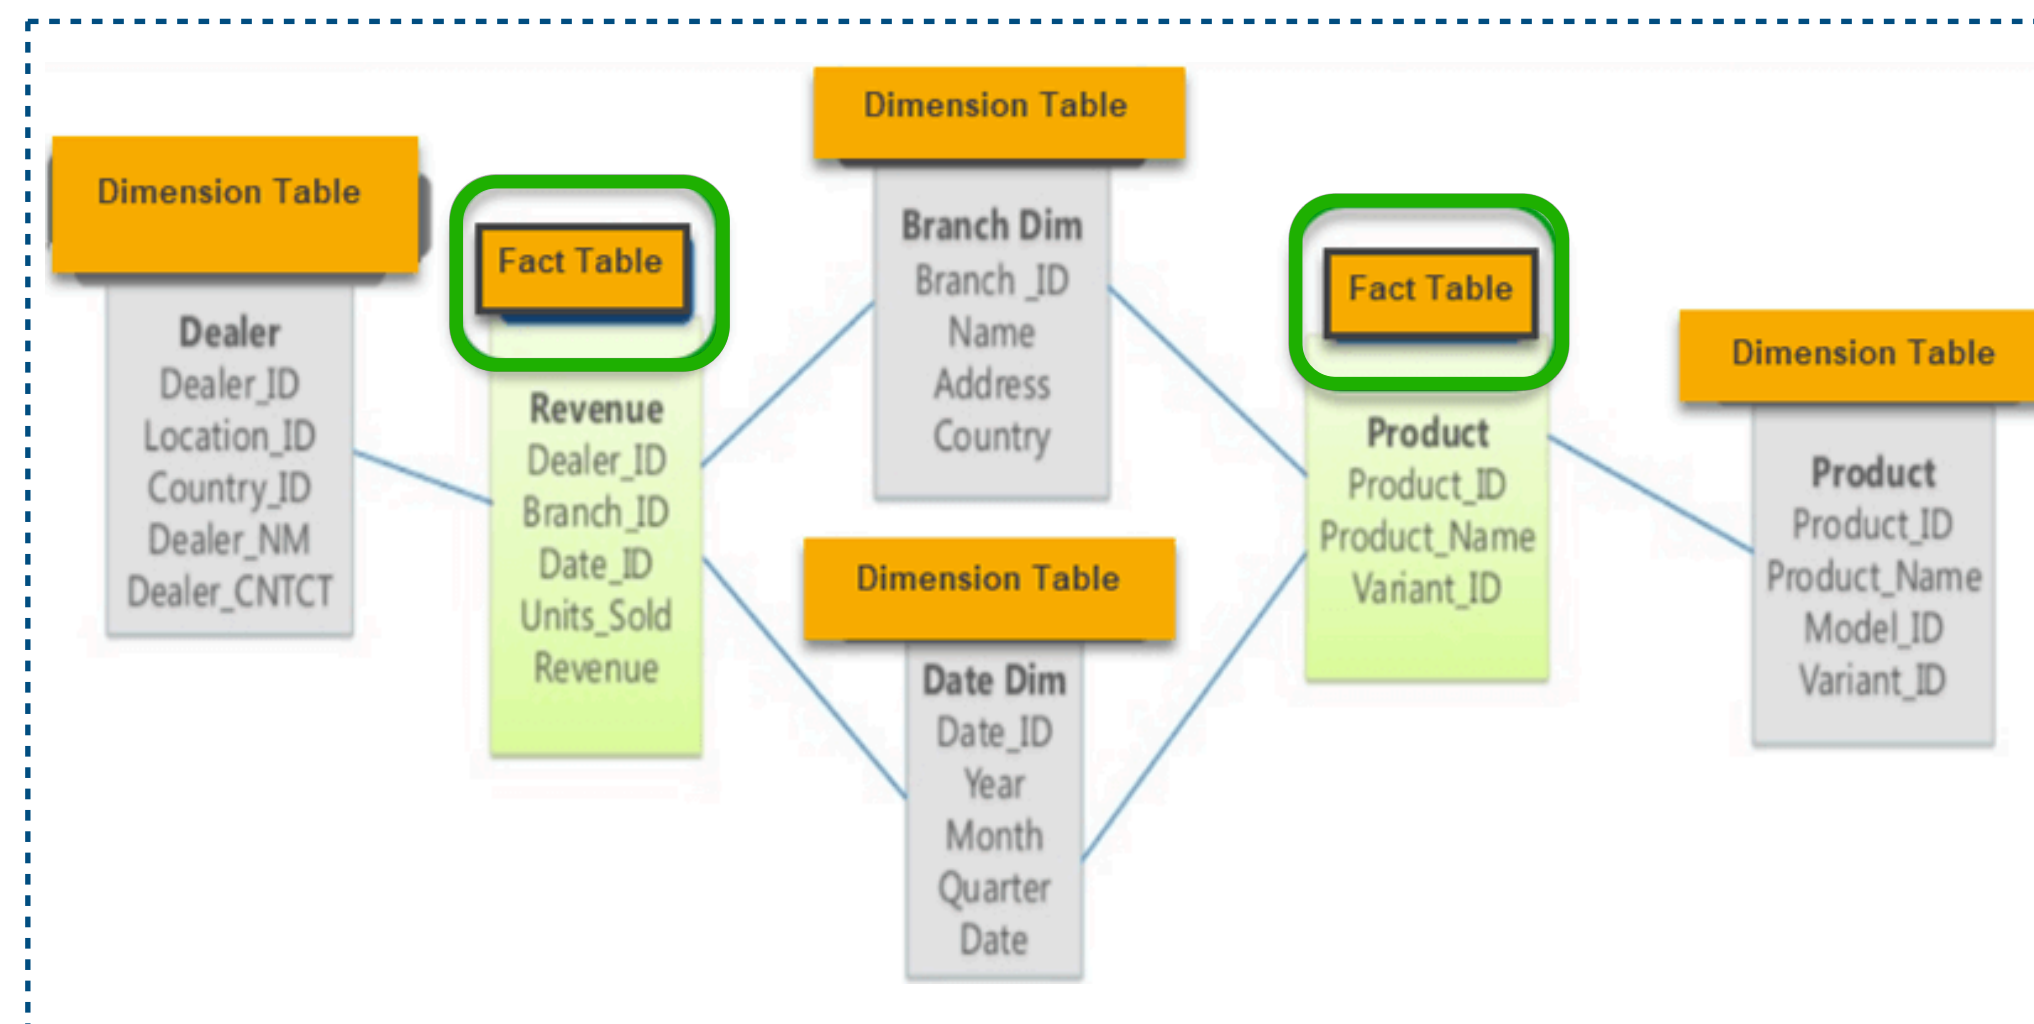 Dimension Table
Dealer
Dealer_ID
Location_ID
Country_ID
Dealer_NM
Dealer_CNTCT
Fact Table
Revenue
Dealer_ID
Branch_ID
Date_ID
Units_Sold
Revenue
Dimension Table
Branch Dim
Branch _ID
Name
Address
Country
Dimension Table
Date Dim
Date_ID
Year
Month
Quarter
Date
Fact Table
Product
Product_ID
Product_Name
Variant_ID
Dimension Table
Product
Product_ID
Product_Name
Model_ID
Variant_ID